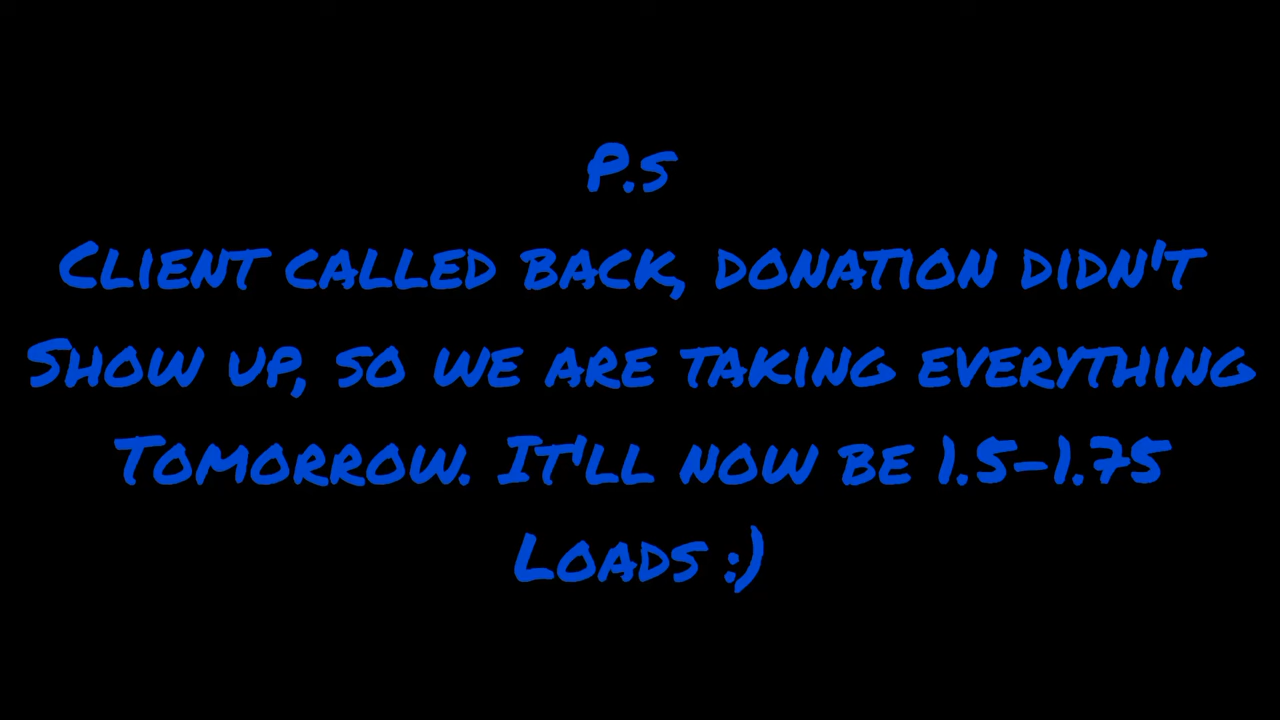 P.s
Client called back, donation didn't
Show up, so we are taking everything
Tomorrow. It'll now be 1.5-1.75
Loads :)